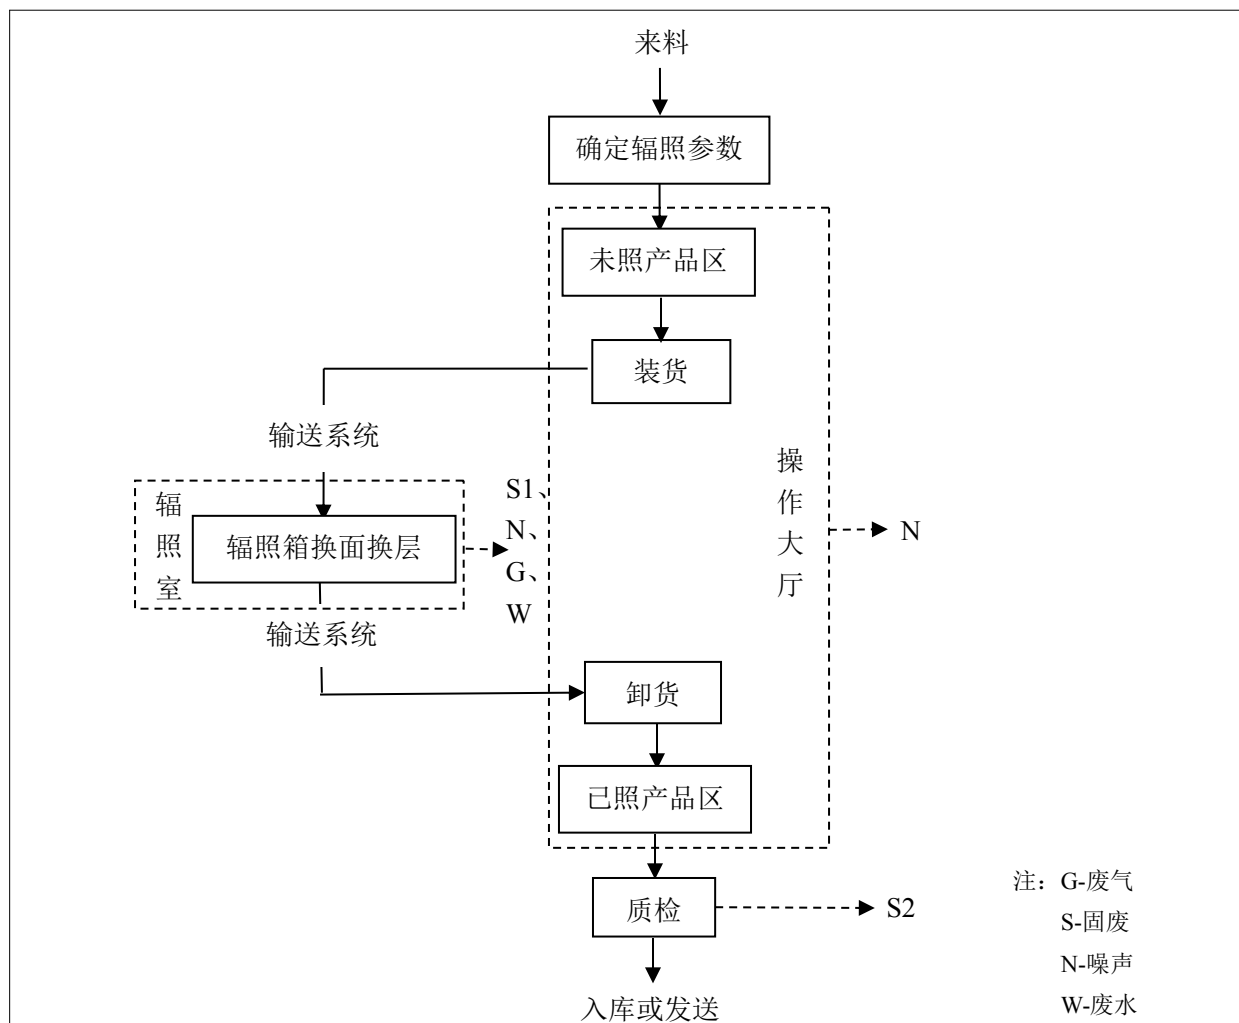 来料
确定辐照参数
未照产品区
装货
输送系统
操作大厅
辐照室
辐照箱换面换层
S1、
N、
G、
W
N
输送系统
卸货
已照产品区
质检
S2
入库或发送
注：G-废气
S-固废
N-噪声
W-废水